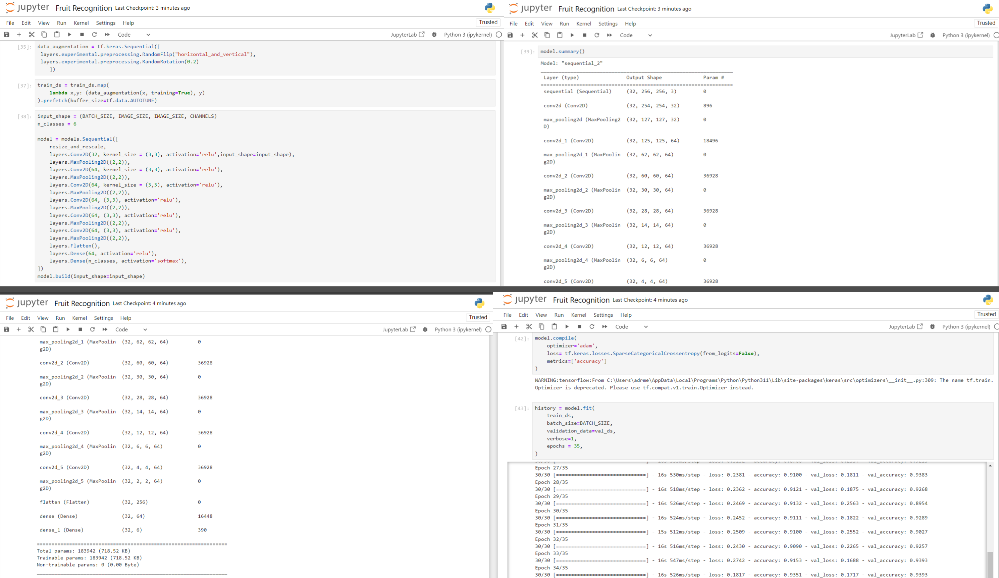 jupyter Fruit Recognition Last Checkpoint: 3 minutes ago
File Edit View Run Kernel Settings Help Trusted
Code JupyterLab Python 3 (ipykernel)
[35]: data_augmentation = tf.keras.Sequential([
layers.experimental.preprocessing.RandomFlip("horizontal_and_vertical"),
layers.experimental.preprocessing.RandomRotation(0.2)
])
[37]: train_ds = train_ds.map(
lambda x,y: (data_augmentation(x, training=True), y)
).prefetch(buffer_size=tf.data.AUTOTUNE)
[38]: input_shape = (BATCH_SIZE, IMAGE_SIZE, IMAGE_SIZE, CHANNELS)
n_classes = 6
model = models.Sequential([
resize_and_rescale,
layers.Conv2D(32, kernel_size = (3,3), activation='relu',input_shape=input_shape),
layers.MaxPooling2D((2,2)),
layers.Conv2D(64, kernel_size = (3,3), activation='relu'),
layers.MaxPooling2D((2,2)),
layers.Conv2D(64, kernel_size = (3,3), activation='relu'),
layers.MaxPooling2D((2,2)),
layers.Conv2D(64, (3,3), activation='relu'),
layers.MaxPooling2D((2,2)),
layers.Conv2D(64, (3,3), activation='relu'),
layers.MaxPooling2D((2,2)),
layers.Conv2D(64, (3,3), activation='relu'),
layers.MaxPooling2D((2,2)),
layers.Flatten(),
layers.Dense(64, activation='relu'),
layers.Dense(n_classes, activation='softmax'),
])
model.build(input_shape=input_shape)
jupyter Fruit Recognition Last Checkpoint: 3 minutes ago
File Edit View Run Kernel Settings Help Trusted
Code JupyterLab Python 3 (ipykernel)
[39]: model.summary()
Model: "sequential_2"
Layer (type) Output Shape Param #
=================================================================
sequential (Sequential) (32, 256, 256, 3) 0
conv2d (Conv2D) (32, 254, 254, 32) 896
max_pooling2d (MaxPooling2 (32, 127, 127, 32) 0
D)
conv2d_1 (Conv2D) (32, 125, 125, 64) 18496
max_pooling2d_1 (MaxPoolin (32, 62, 62, 64) 0
g2D)
conv2d_2 (Conv2D) (32, 60, 60, 64) 36928
max_pooling2d_2 (MaxPoolin (32, 30, 30, 64) 0
g2D)
conv2d_3 (Conv2D) (32, 28, 28, 64) 36928
max_pooling2d_3 (MaxPoolin (32, 14, 14, 64) 0
g2D)
conv2d_4 (Conv2D) (32, 12, 12, 64) 36928
max_pooling2d_4 (MaxPoolin (32, 6, 6, 64) 0
g2D)
conv2d_5 (Conv2D) (32, 4, 4, 64) 36928
jupyter Fruit Recognition Last Checkpoint: 4 minutes ago
File Edit View Run Kernel Settings Help Trusted
Code JupyterLab Python 3 (ipykernel)
max_pooling2d_1 (MaxPoolin (32, 62, 62, 64) 0
g2D)
conv2d_2 (Conv2D) (32, 60, 60, 64) 36928
max_pooling2d_2 (MaxPoolin (32, 30, 30, 64) 0
g2D)
conv2d_3 (Conv2D) (32, 28, 28, 64) 36928
max_pooling2d_3 (MaxPoolin (32, 14, 14, 64) 0
g2D)
conv2d_4 (Conv2D) (32, 12, 12, 64) 36928
max_pooling2d_4 (MaxPoolin (32, 6, 6, 64) 0
g2D)
conv2d_5 (Conv2D) (32, 4, 4, 64) 36928
max_pooling2d_5 (MaxPoolin (32, 2, 2, 64) 0
g2D)
flatten (Flatten) (32, 256) 0
dense (Dense) (32, 64) 16448
dense_1 (Dense) (32, 6) 390
=================================================================
Total params: 183942 (718.52 KB)
Trainable params: 183942 (718.52 KB)
Non-trainable params: 0 (0.00 Byte)
jupyter Fruit Recognition Last Checkpoint: 4 minutes ago
File Edit View Run Kernel Settings Help Trusted
Code JupyterLab Python 3 (ipykernel)
[42]: model.compile(
optimizer='adam',
loss= tf.keras.losses.SparseCategoricalCrossentropy(from_logits=False),
metrics=['accuracy']
)
WARNING:tensorflow:From C:\Users\adrme\AppData\Local\Programs\Python\Python311\Lib\site-packages\keras\src\optimizers\__init__.py:309: The name tf.train.
Optimizer is deprecated. Please use tf.compat.v1.train.Optimizer instead.
[43]: history = model.fit(
train_ds,
batch_size=BATCH_SIZE,
validation_data=val_ds,
verbose=1,
epochs = 35,
)
Epoch 27/35
30/30 [==============================] - 16s 530ms/step - loss: 0.2381 - accuracy: 0.9100 - val_loss: 0.1811 - val_accuracy: 0.9383
Epoch 28/35
30/30 [==============================] - 16s 518ms/step - loss: 0.2362 - accuracy: 0.9121 - val_loss: 0.1875 - val_accuracy: 0.9268
Epoch 29/35
30/30 [==============================] - 16s 526ms/step - loss: 0.2469 - accuracy: 0.9132 - val_loss: 0.2563 - val_accuracy: 0.8954
Epoch 30/35
30/30 [==============================] - 16s 524ms/step - loss: 0.2452 - accuracy: 0.9111 - val_loss: 0.1822 - val_accuracy: 0.9289
Epoch 31/35
30/30 [==============================] - 15s 512ms/step - loss: 0.2509 - accuracy: 0.9100 - val_loss: 0.2552 - val_accuracy: 0.9027
Epoch 32/35
30/30 [==============================] - 16s 516ms/step - loss: 0.2430 - accuracy: 0.9090 - val_loss: 0.2265 - val_accuracy: 0.9257
Epoch 33/35
30/30 [==============================] - 16s 547ms/step - loss: 0.2742 - accuracy: 0.9153 - val_loss: 0.1688 - val_accuracy: 0.9393
Epoch 34/35
30/30 [==============================] - 16s 526ms/step - loss: 0.1817 - accuracy: 0.9351 - val_loss: 0.1717 - val_accuracy: 0.9393